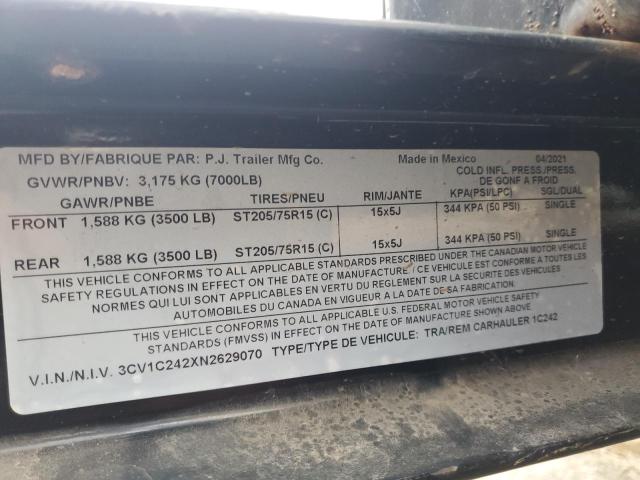 MFD BY/FABRIQUE PAR: P.J. Trailer Mfg Co. Made in Mexico 04/2021
GVWR/PNBV: 3,175 KG (7000LB) COLD INFL. PRESS./PRESS. DE GONF A FROID
GAWR/PNBE TIRES/PNEU RIM/JANTE KPA(PSI/LPC) SGL/DUAL
FRONT 1,588 KG (3500 LB) ST205/75R15 (C) 15x5J 344 KPA (50 PSI) SINGLE
REAR 1,588 KG (3500 LB) ST205/75R15 (C) 15x5J 344 KPA (50 PSI) SINGLE
THIS VEHICLE CONFORMS TO ALL APPLICABLE STANDARDS PRESCRIBED UNDER THE CANADIAN MOTOR VEHICLE
SAFETY REGULATIONS IN EFFECT ON THE DATE OF MANUFACTURE / CE VEHICULE EST CONFORME A TOUTES LES
NORMES QUI LUI SONT APPLICABLES EN VERTU DU REGLEMENT SUR LA SECURITE DES VEHICULES
AUTOMOBILES DU CANADA EN VIGUEUR A LA DATE DE SA FABRICATION.
THIS VEHICLE CONFORMS TO ALL APPLICABLE U.S. FEDERAL MOTOR VEHICLE SAFETY
STANDARDS (FMVSS) IN EFFECT ON THE DATE OF MANUFACTURE SHOWN ABOVE
V.I.N./N.I.V. 3CV1C242XN2629070 TYPE/TYPE DE VEHICULE: TRA/REM CARHAULER 1C242